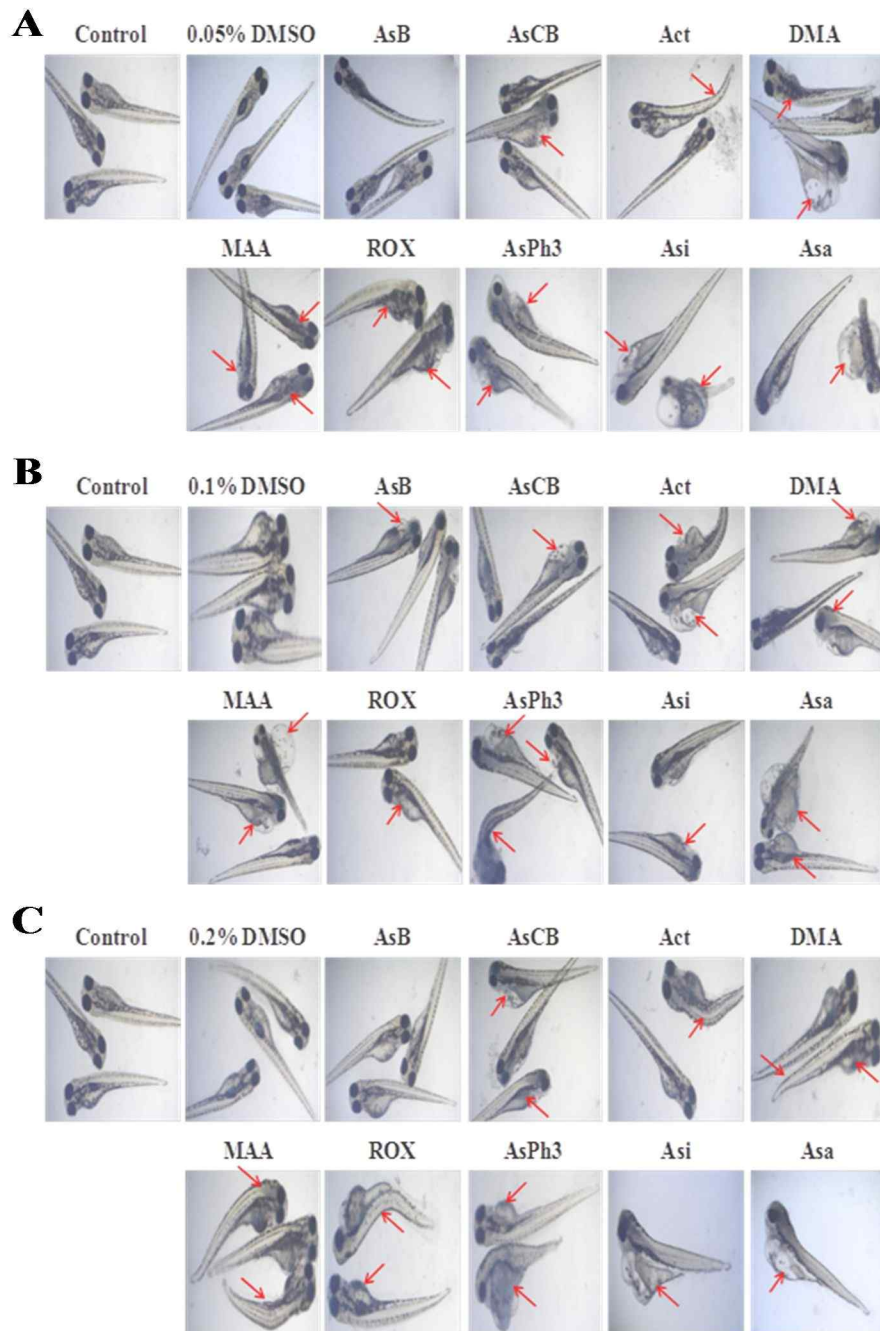 A
Control 0.05% DMSO AsB AsCB Act DMA
MAA ROX AsPh3 Asi Asa
B
Control 0.1% DMSO AsB AsCB Act DMA
MAA ROX AsPh3 Asi Asa
C
Control 0.2% DMSO AsB AsCB Act DMA
MAA ROX AsPh3 Asi Asa